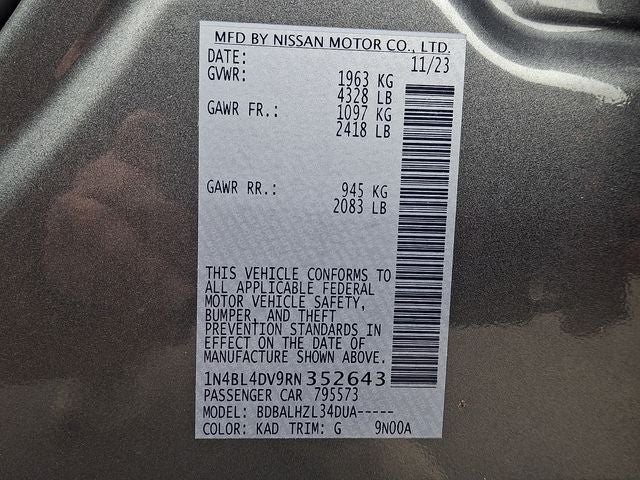 MFD BY NISSAN MOTOR CO., LTD.
DATE: 11/23
GVWR: 1963 KG
4328 LB
GAWR FR.: 1097 KG
2418 LB
GAWR RR.: 945 KG
2083 LB
THIS VEHICLE CONFORMS TO
ALL APPLICABLE FEDERAL
MOTOR VEHICLE SAFETY,
BUMPER, AND THEFT
PREVENTION STANDARDS IN
EFFECT ON THE DATE OF
MANUFACTURE SHOWN ABOVE.
1N4BL4DV9RN352643
PASSENGER CAR 795573
MODEL: BDBALHZL34DUA-----
COLOR: KAD TRIM: G 9N00A